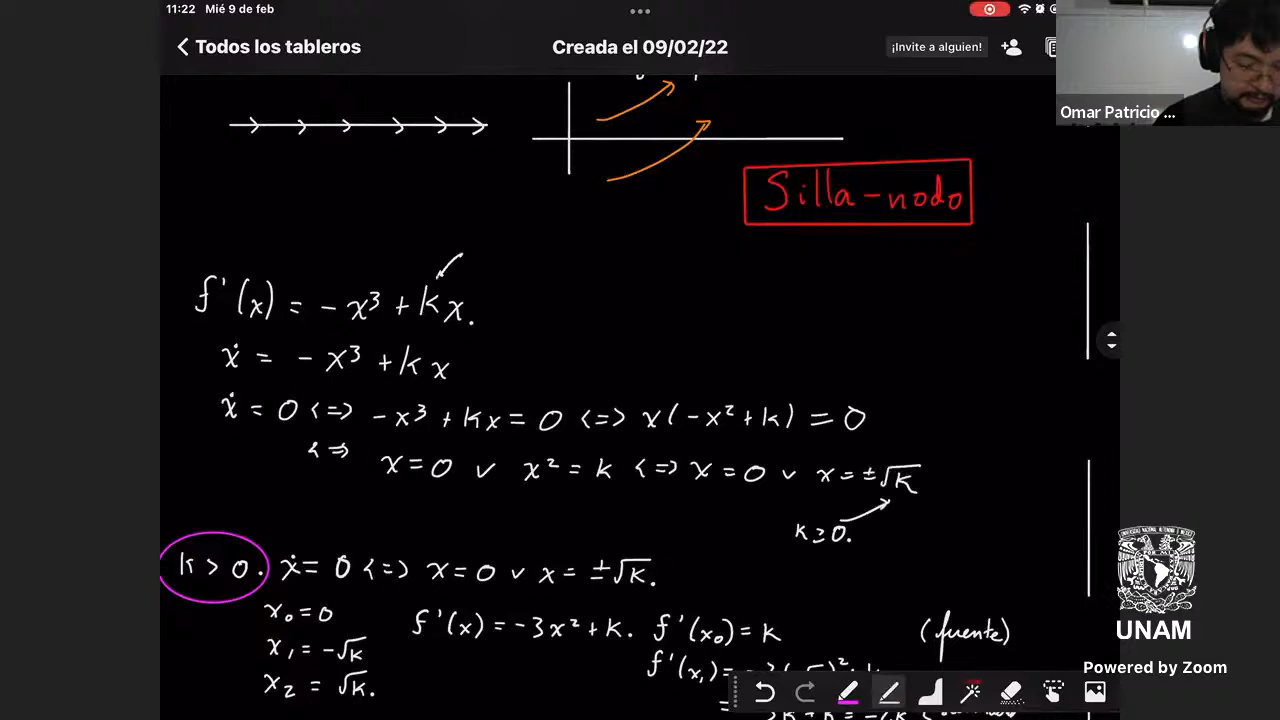 11:22 Mié 9 de feb
Todos los tableros
Creada el 09/02/22
¡Invite a alguien!
Omar Patricio ...
Silla-nodo
f'(x) = -x³ + kx.
ẋ = -x³ + kx
ẋ = 0 <=> -x³ + kx = 0 <=> x(-x² + k) = 0
<=> x = 0 ∨ x² = k <=> x = 0 ∨ x = ±√k
k ≥ 0.
k > 0. ẋ = 0 <=> x = 0 ∨ x = ±√k.
x₀ = 0
f'(x) = -3x² + k. f'(x₀) = k (fuente)
x₁ = -√k
f'(x₁) =
x₂ = √k.
UNAM
Powered by Zoom